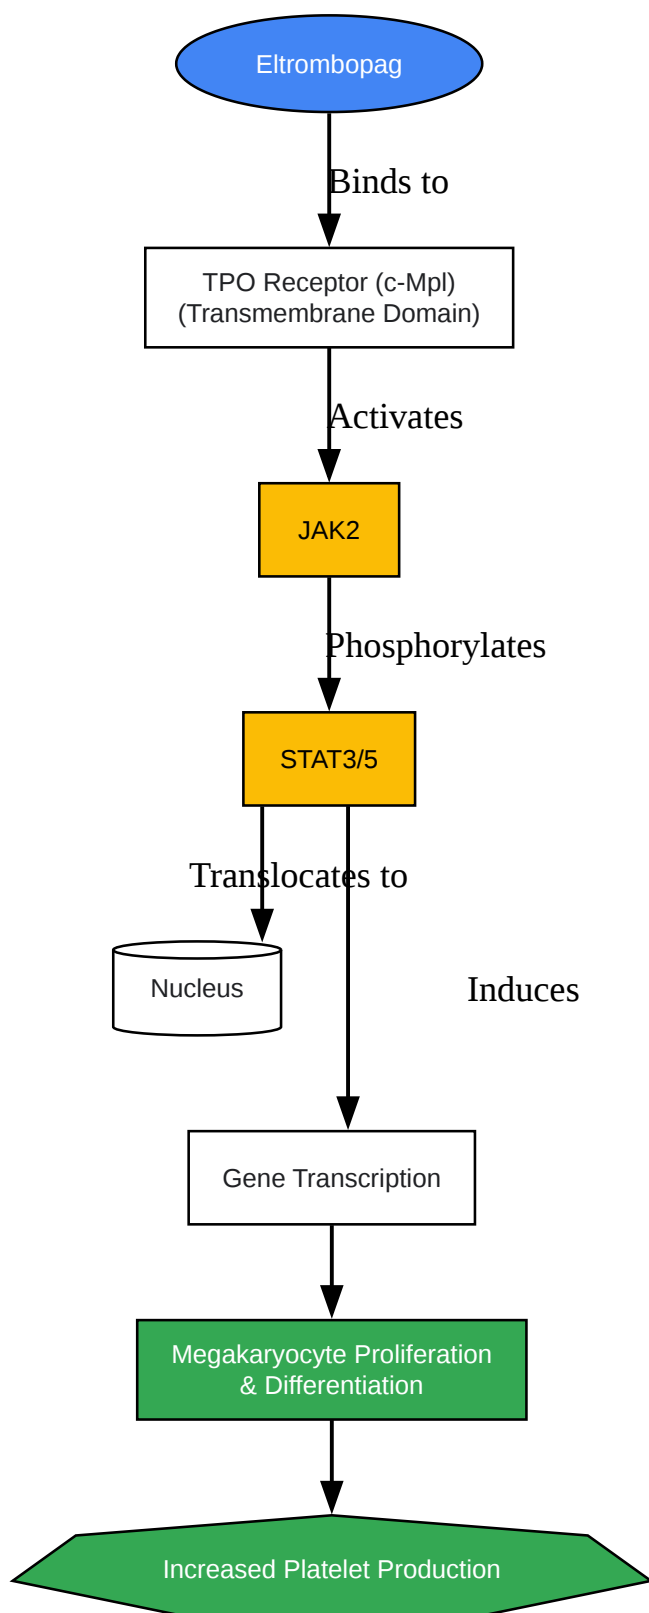 Eltrombopag
Binds to
TPO Receptor (c-Mpl)
(Transmembrane Domain)
Activates
JAK2
Phosphorylates
STAT3/5
Translocates to
Nucleus
Induces
Gene Transcription
Megakaryocyte Proliferation
& Differentiation
Increased Platelet Production